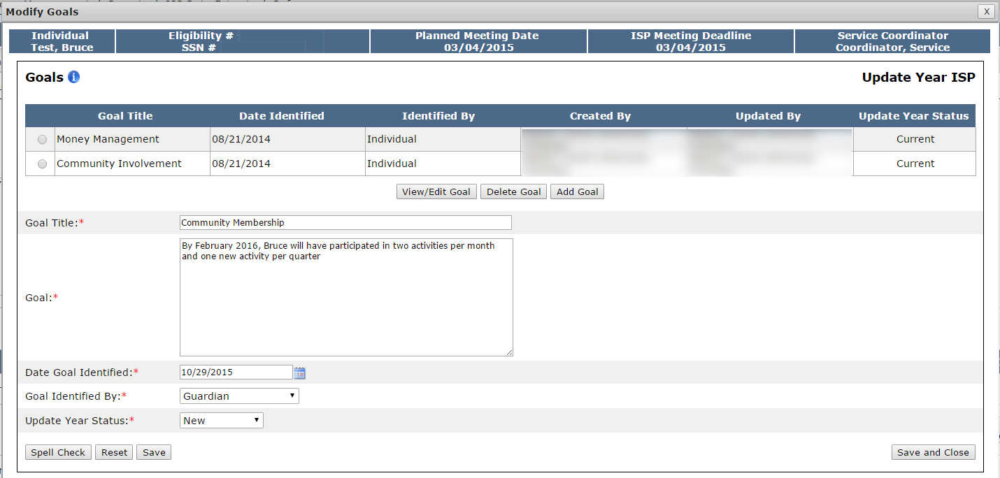 Modify Goals X
Individual Eligibility # Planned Meeting Date ISP Meeting Deadline Service Coordinator
Test, Bruce SSN # 03/04/2015 03/04/2015 Coordinator, Service
Goals i Update Year ISP
Goal Title Date Identified Identified By Created By Updated By Update Year Status
Money Management 08/21/2014 Individual Current
Community Involvement 08/21/2014 Individual Current
View/Edit Goal Delete Goal Add Goal
Goal Title:* Community Membership
By February 2016, Bruce will have participated in two activities per month
and one new activity per quarter
Goal:*
Date Goal Identified:* 10/29/2015
Goal Identified By:* Guardian
Update Year Status:* New
Spell Check Reset Save Save and Close